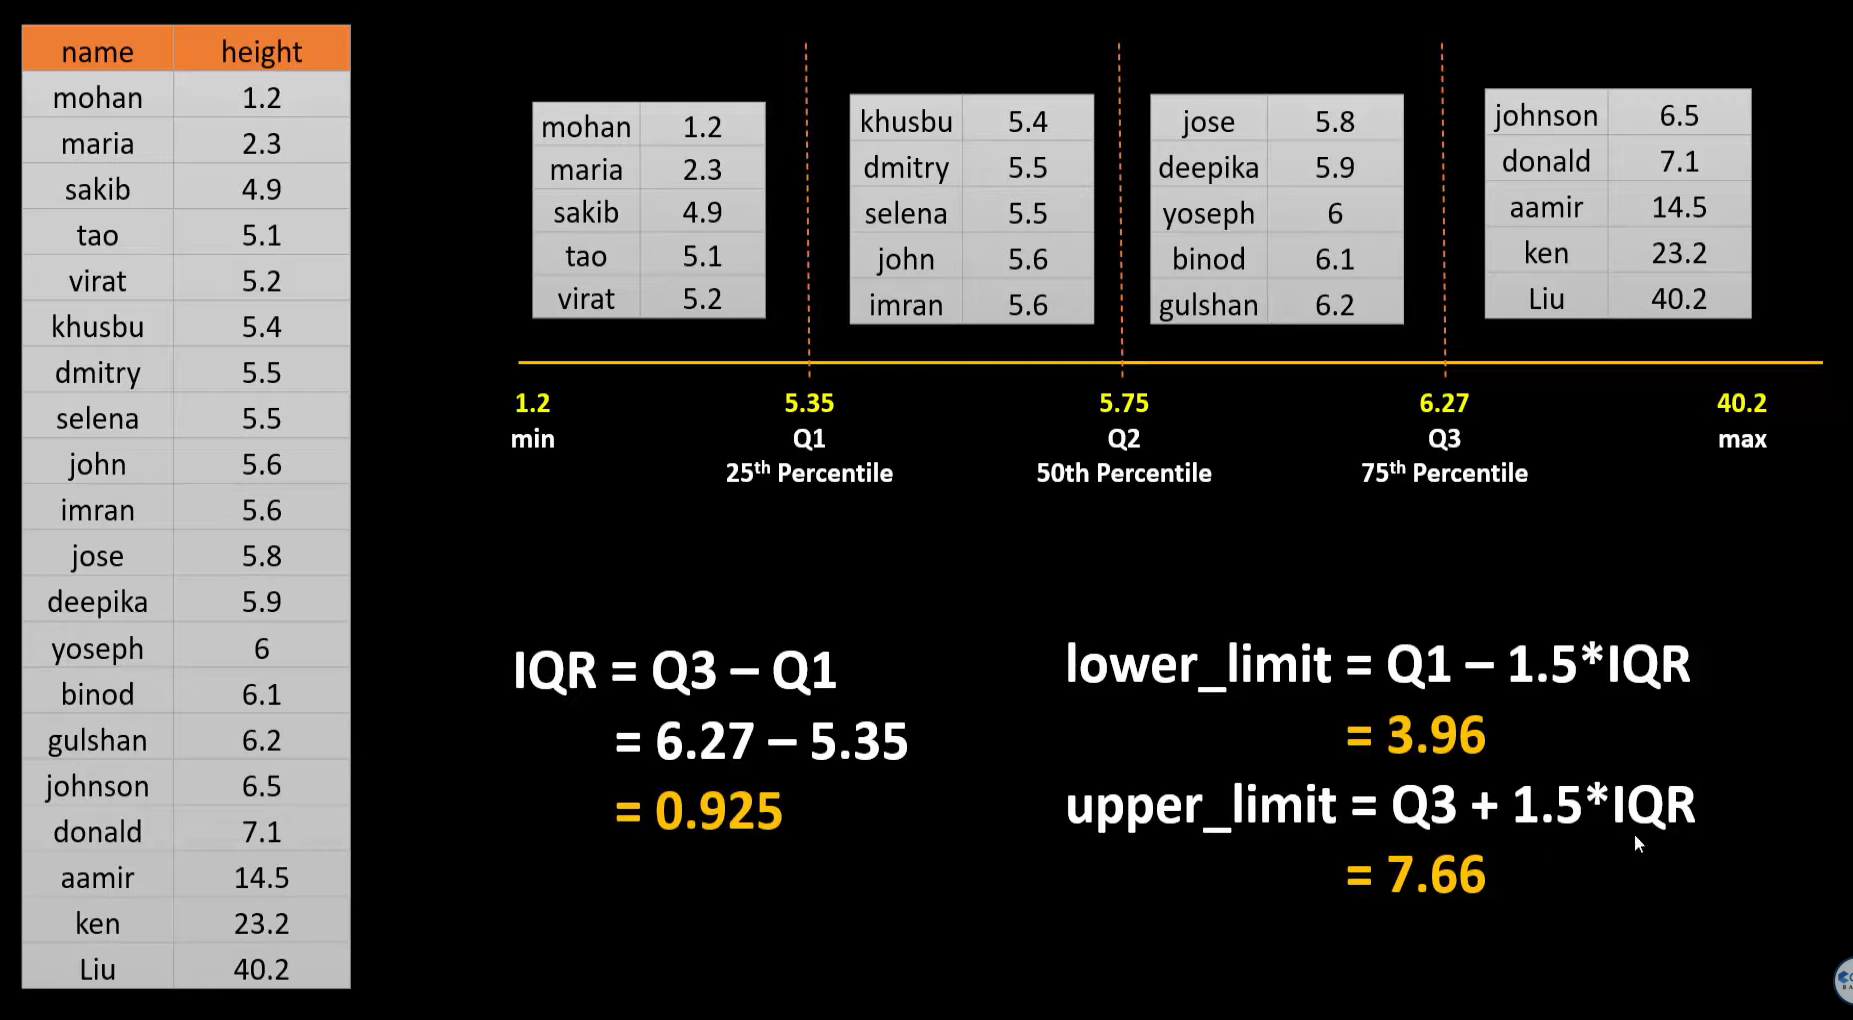 name height
mohan 1.2
maria 2.3
sakib 4.9
tao 5.1
virat 5.2
khusbu 5.4
dmitry 5.5
selena 5.5
john 5.6
imran 5.6
jose 5.8
deepika 5.9
yoseph 6
binod 6.1
gulshan 6.2
johnson 6.5
donald 7.1
aamir 14.5
ken 23.2
Liu 40.2
mohan 1.2
maria 2.3
sakib 4.9
tao 5.1
virat 5.2
khusbu 5.4
dmitry 5.5
selena 5.5
john 5.6
imran 5.6
jose 5.8
deepika 5.9
yoseph 6
binod 6.1
gulshan 6.2
johnson 6.5
donald 7.1
aamir 14.5
ken 23.2
Liu 40.2
1.2
min
5.35
Q1
25th Percentile
5.75
Q2
50th Percentile
6.27
Q3
75th Percentile
40.2
max
IQR = Q3 – Q1
= 6.27 – 5.35
= 0.925
lower_limit = Q1 – 1.5*IQR
= 3.96
upper_limit = Q3 + 1.5*IQR
= 7.66